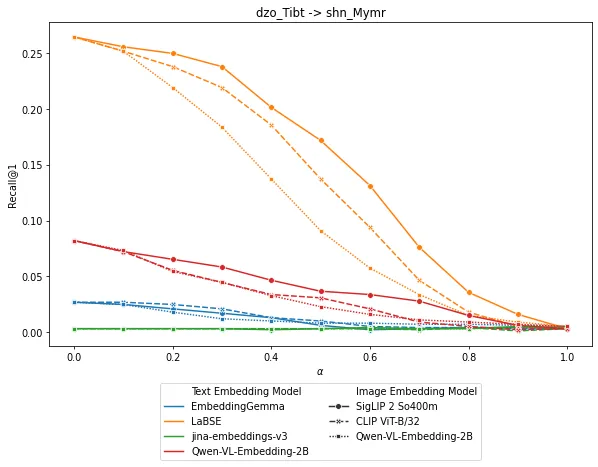 dzo_Tibt -> shn_Mymr
Recall@1
0.25
0.20
0.15
0.10
0.05
0.00
0.0 0.2 0.4 0.6 0.8 1.0
α
Text Embedding Model Image Embedding Model
EmbeddingGemma SigLIP 2 So400m
LaBSE CLIP ViT-B/32
jina-embeddings-v3 Qwen-VL-Embedding-2B
Qwen-VL-Embedding-2B